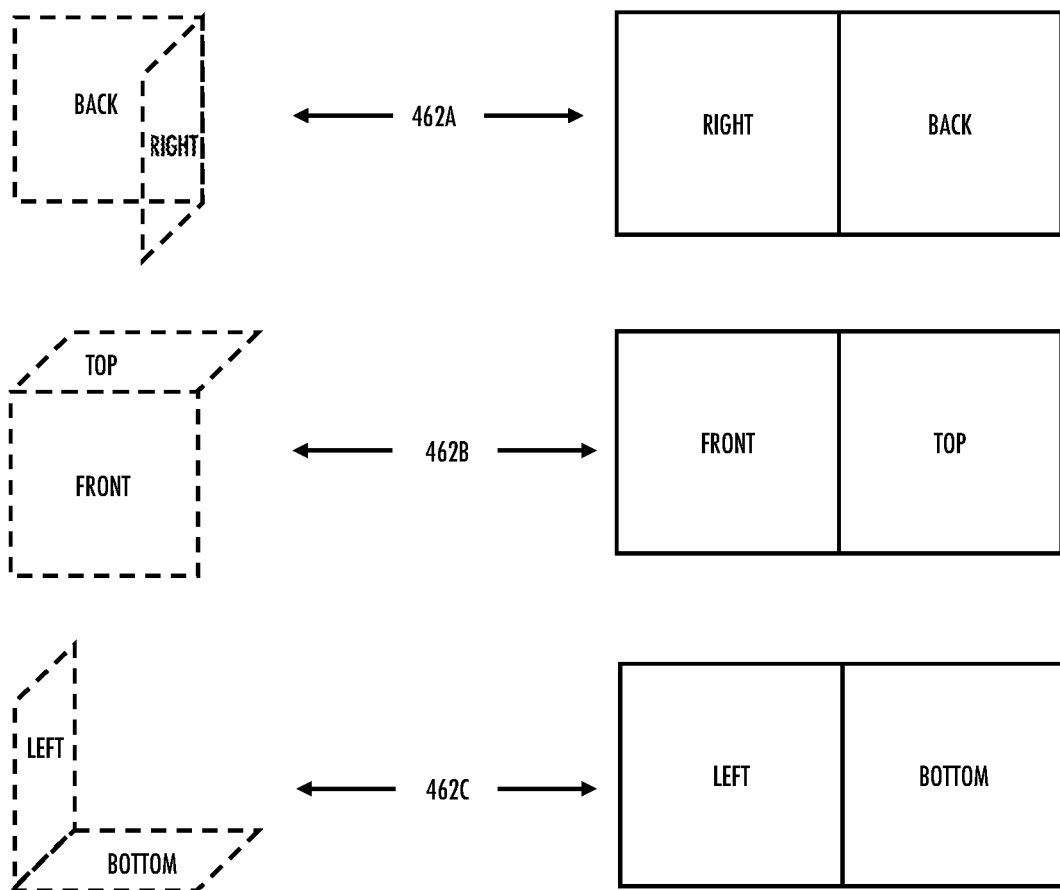 BACK
RIGHT
462A
RIGHT
BACK
TOP
FRONT
462B
FRONT
TOP
LEFT
BOTTOM
462C
LEFT
BOTTOM